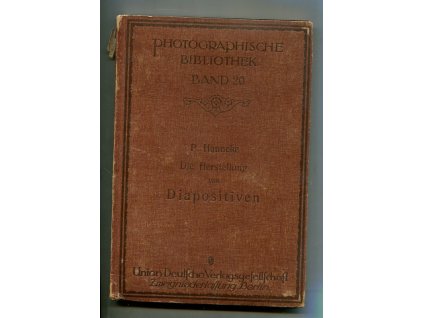 PHOTOGRAPHISCHE
BIBLIOTHEK
BAND 20
P. Hanneke
Die Herstellung
von
Diapositiven
Union Deutsche Verlagsgesellschaft
Zweigniederlassung Berlin